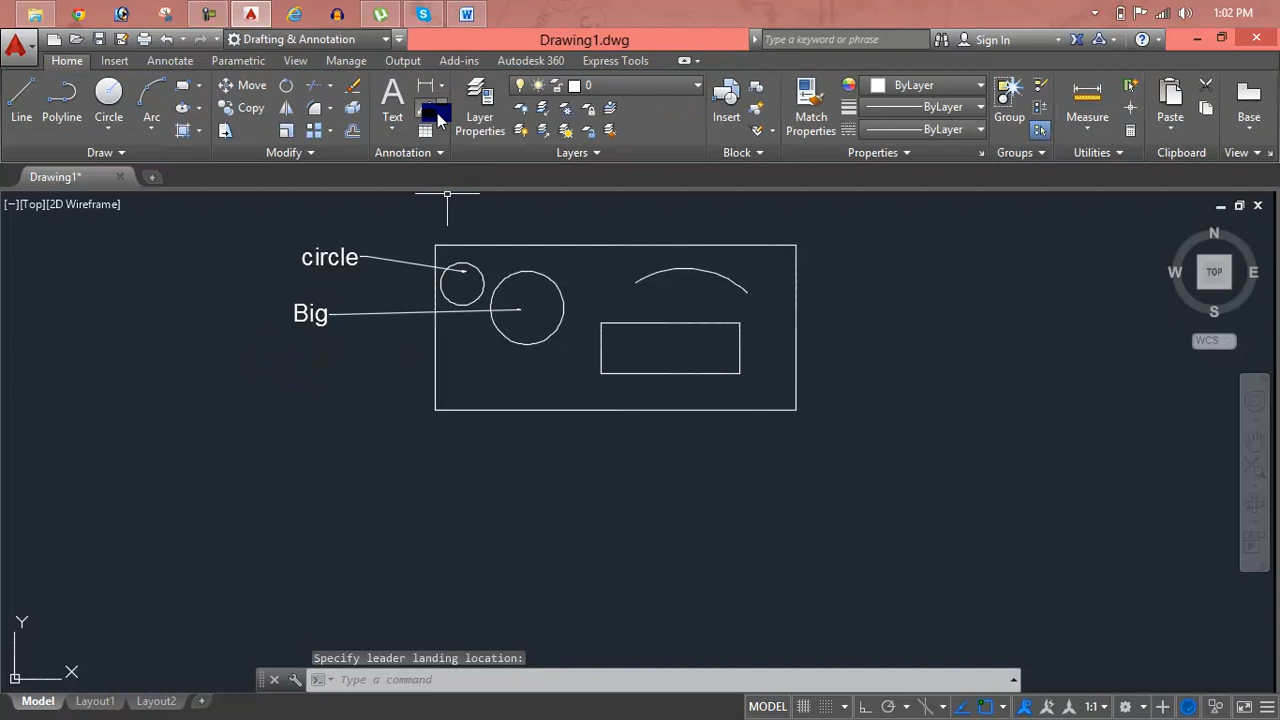 1:02 PM
Drafting & Annotation
Drawing1.dwg
Type a keyword or phrase
Sign In
Home Insert Annotate Parametric View Manage Output Add-ins Autodesk 360 Express Tools
Line
Polyline
Circle
Arc
Draw
Move
Copy
Modify
Text
Annotation
Layer
Properties
0
Layers
Insert
Block
Match
Properties
ByLayer
ByLayer
ByLayer
Properties
Group
Groups
Measure
Utilities
Paste
Clipboard
Base
View
Drawing1*
[−][Top][2D Wireframe]
N
W TOP E
S
WCS
circle
Big
Y
X
Specify leader landing location:
Type a command
Model Layout1 Layout2
MODEL
1:1